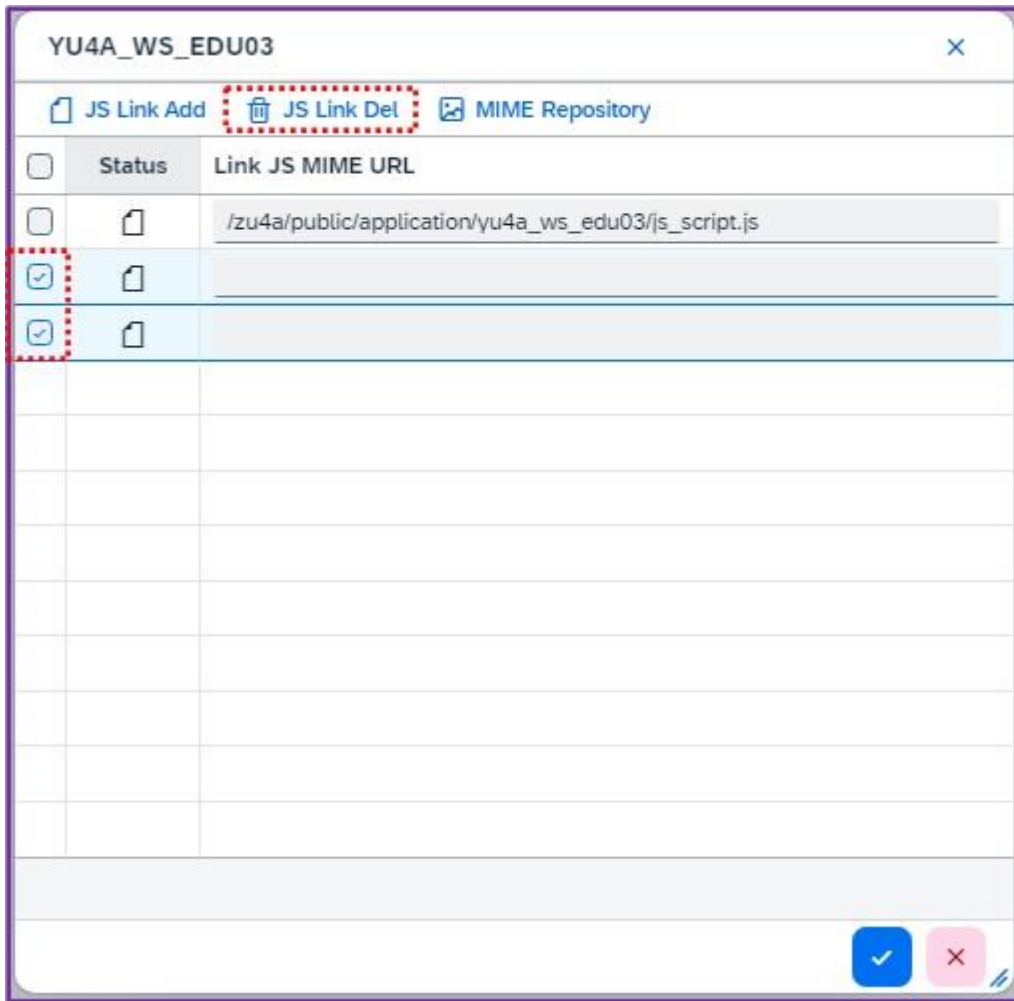 YU4A_WS_EDU03
JS Link Add JS Link Del MIME Repository
Status Link JS MIME URL
/zu4a/public/application/yu4a_ws_edu03/js_script.js